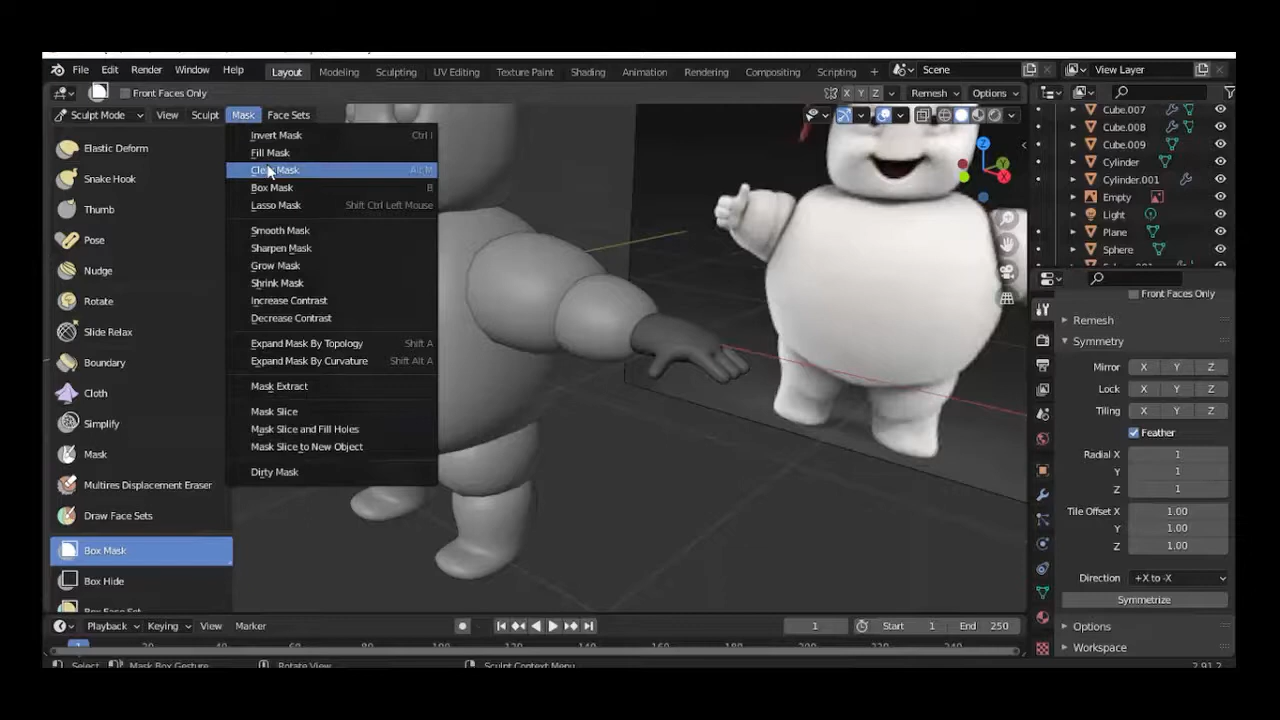 File Edit Render Window Help Layout Modeling Sculpting UV Editing Texture Paint Shading Animation Rendering Compositing Scripting + Scene View Layer
Front Faces Only X Y Z Remesh Options
Sculpt Mode View Sculpt Mask Face Sets
Invert Mask Ctrl I
Fill Mask
Mask
Box Mask B
Lasso Mask Shift Ctrl Left Mouse
Smooth Mask
Sharpen Mask
Grow Mask
Shrink Mask
Increase Contrast
Decrease Contrast
Expand Mask By Topology Shift A
Expand Mask By Curvature Shift Alt A
Mask Extract
Mask Slice
Mask Slice and Fill Holes
Mask Slice to New Object
Dirty Mask
Elastic Deform
Snake Hook
Thumb
Pose
Nudge
Rotate
Slide Relax
Boundary
Cloth
Simplify
Mask
Multires Displacement Eraser
Draw Face Sets
Box Mask
Box Hide
Z
Y
X
Cube.007
Cube.008
Cube.009
Cylinder
Cylinder.001
Empty
Light
Plane
Sphere
Front Faces Only
Remesh
Symmetry
Mirror X Y Z
Lock X Y Z
Tiling X Y Z
Feather
Radial X 1
Y 1
Z 1
Tile Offset X 1.00
Y 1.00
Z 1.00
Direction +X to -X
Symmetrize
Options
Workspace
Playback Keying View Marker 1 Start 1 End 250
Select Mask Box Gesture Rotate View Sculpt Context Menu 2.91.2